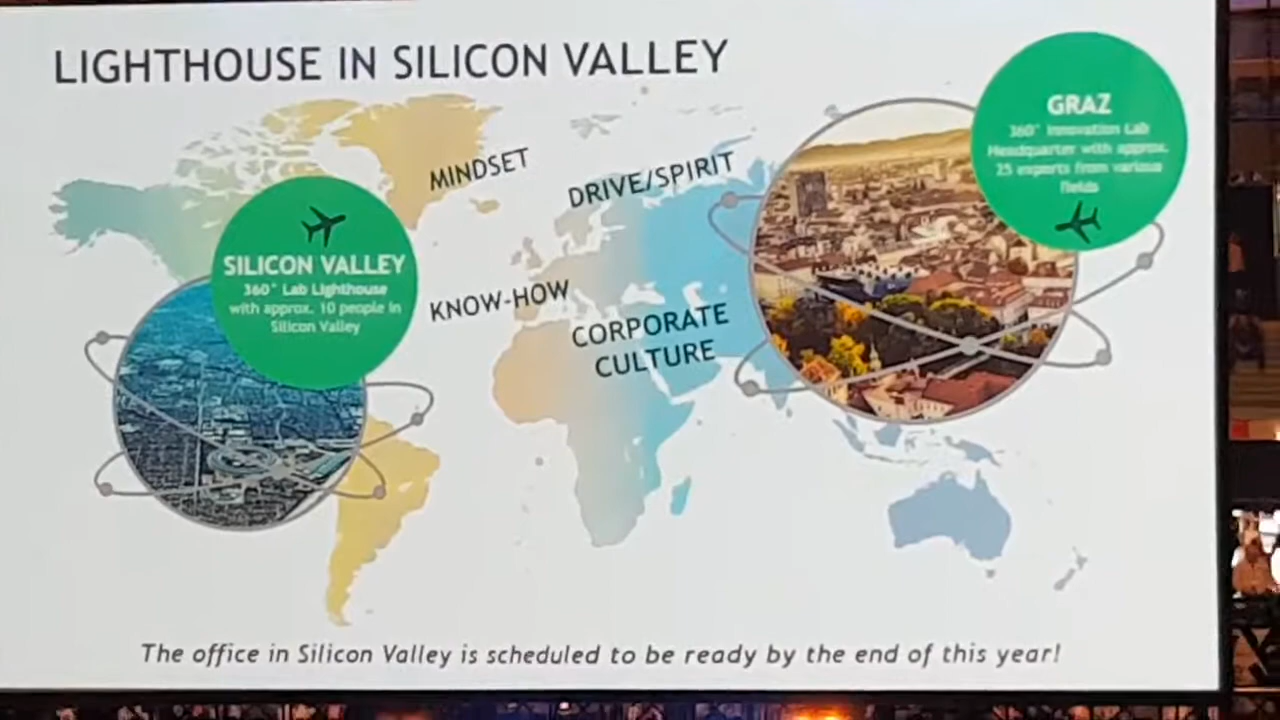 LIGHTHOUSE IN SILICON VALLEY
MINDSET
DRIVE/SPIRIT
KNOW-HOW
CORPORATE
CULTURE
SILICON VALLEY
360° Lab Lighthouse
with approx. 10 people in
Silicon Valley
GRAZ
360° Innovation Lab
Headquarter with approx.
25 experts from various
fields
The office in Silicon Valley is scheduled to be ready by the end of this year!